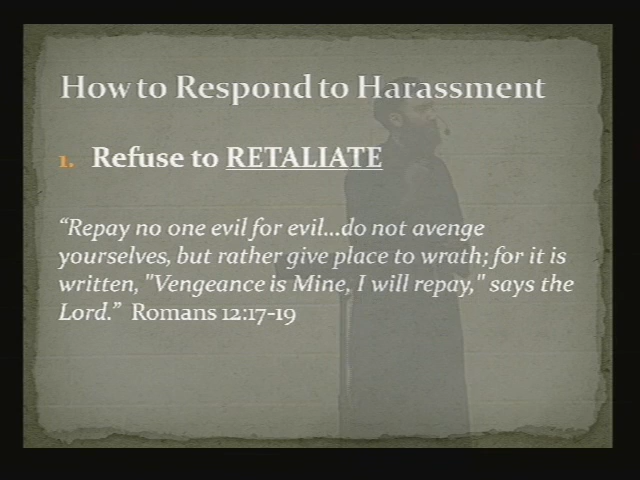 How to Respond to Harassment
1. Refuse to RETALIATE
“Repay no one evil for evil...do not avenge
yourselves, but rather give place to wrath; for it is
written, "Vengeance is Mine, I will repay," says the
Lord.” Romans 12:17-19